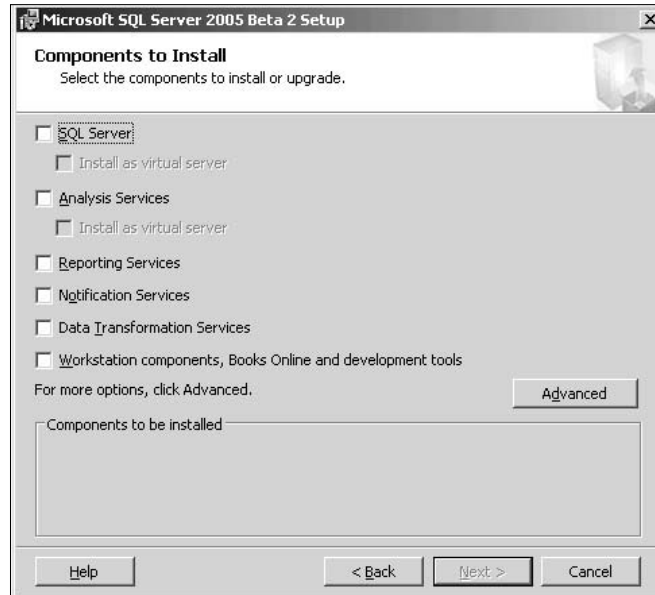 Microsoft SQL Server 2005 Beta 2 Setup
Components to Install
Select the components to install or upgrade.
SQL Server
Install as virtual server
Analysis Services
Install as virtual server
Reporting Services
Notification Services
Data Transformation Services
Workstation components, Books Online and development tools
For more options, click Advanced.
Advanced
Components to be installed
Help
< Back
Next >
Cancel